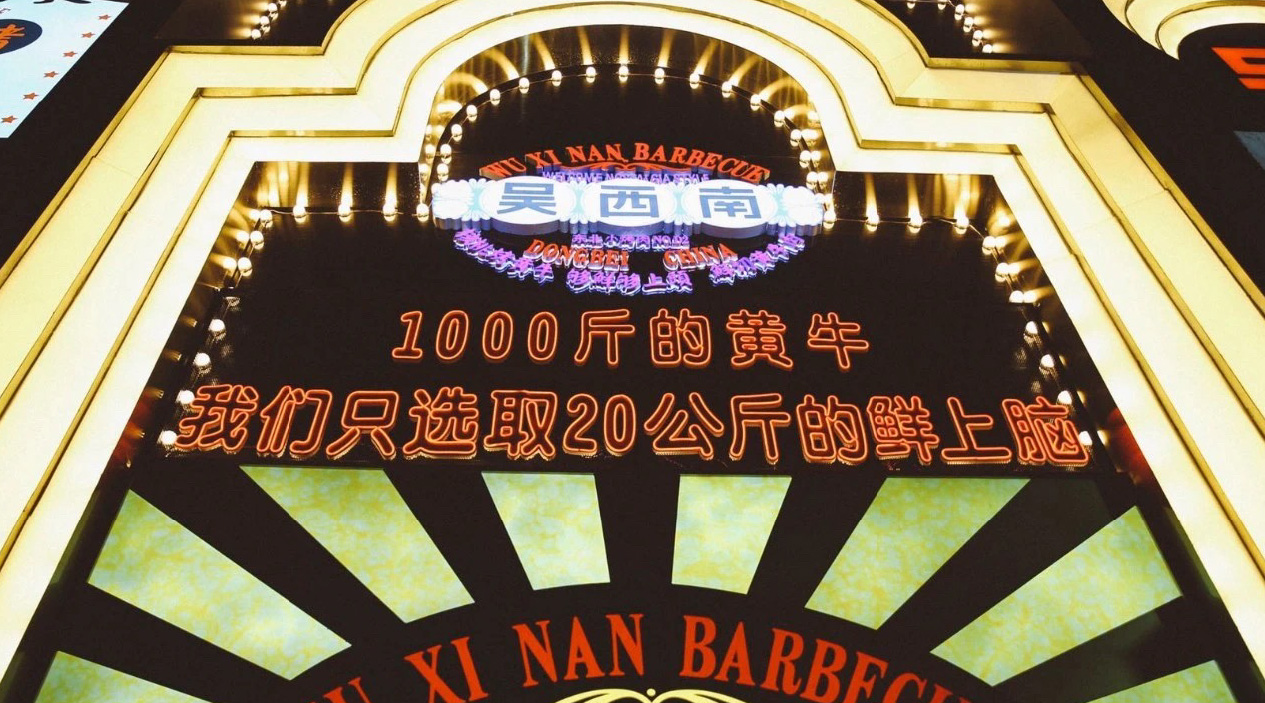 WU XI NAN BARBECUE
吴西南
DONGBEI CHINA
1000斤的黄牛
我们只选取20公斤的鲜上脑
XI NAN BARBECU